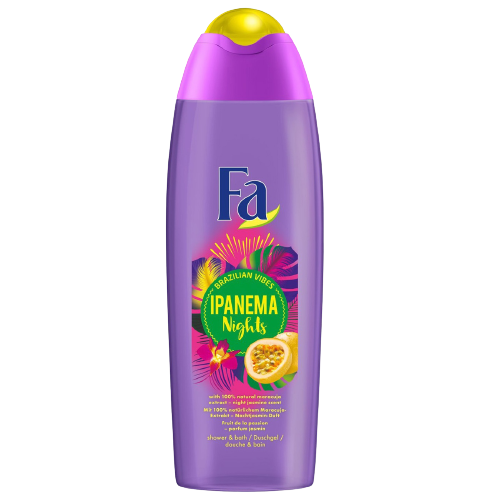 Fa
BRAZILIAN VIBES
IPANEMA
Nights
with 100% natural maracuja
extract • night jasmine scent
Mit 100% natürlichem Maracuja-
Extrakt • Nachtjasmin-Duft
Fruit de la passion
• parfum jasmin
shower & bath / Duschgel /
douche & bain